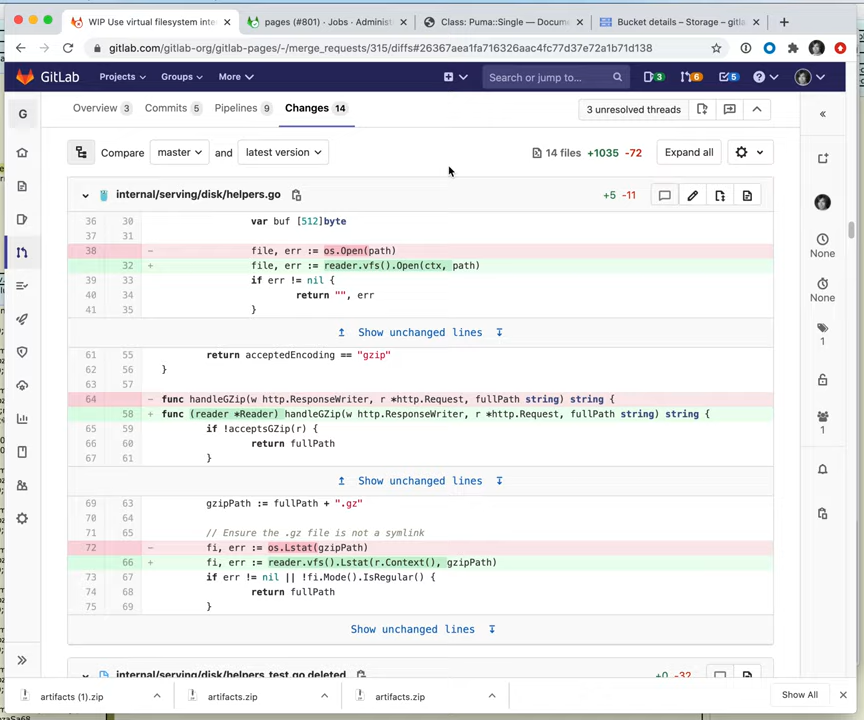 WIP Use virtual filesystem inte
pages (#801) · Jobs · Administ
Class: Puma::Single — Docume
Bucket details – Storage – gitla
gitlab.com/gitlab-org/gitlab-pages/-/merge_requests/315/diffs#26367aea1fa716326aac4fc77d37e72a1b71d138
GitLab Projects Groups More Search or jump... 3 6 5
G Overview 3 Commits 5 Pipelines 9 Changes 14 3 unresolved threads
Compare master and latest version 14 files +1035 -72 Expand all
internal/serving/disk/helpers.go +5 -11
36 30 var buf [512]byte
37 31
38 - file, err := os.Open(path)
32 + file, err := reader.vfs().Open(ctx, path)
39 33 if err != nil {
40 34 return "", err
41 35 }
Show unchanged lines
61 55 return acceptedEncoding == "gzip"
62 56 }
63 57
64 - func handleGZip(w http.ResponseWriter, r *http.Request, fullPath string) string {
58 + func (reader *Reader) handleGZip(w http.ResponseWriter, r *http.Request, fullPath string) string {
65 59 if !acceptsGZip(r) {
66 60 return fullPath
67 61 }
Show unchanged lines
69 63 gzipPath := fullPath + ".gz"
70 64
71 65 // Ensure the .gz file is not a symlink
72 - fi, err := os.Lstat(gzipPath)
66 + fi, err := reader.vfs().Lstat(r.Context(), gzipPath)
73 67 if err != nil || !fi.Mode().IsRegular() {
74 68 return fullPath
75 69 }
Show unchanged lines
internal/serving/disk/helpers_test.go deleted +0 -32
None
None
1
1
artifacts (1).zip artifacts.zip artifacts.zip Show All